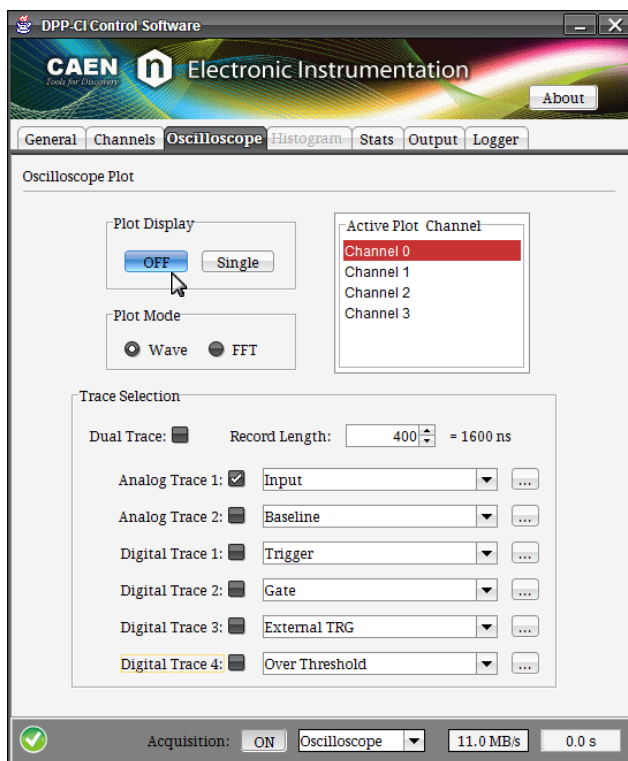 DPP-CI Control Software
CAEN n Electronic Instrumentation
Tools for Discovery
About
General Channels Oscilloscope Histogram Stats Output Logger
Oscilloscope Plot
Plot Display
OFF Single
Active Plot Channel
Channel 0
Channel 1
Channel 2
Channel 3
Plot Mode
Wave FFT
Trace Selection
Dual Trace: Record Length: 400 = 1600 ns
Analog Trace 1: Input ...
Analog Trace 2: Baseline ...
Digital Trace 1: Trigger ...
Digital Trace 2: Gate ...
Digital Trace 3: External TRG ...
Digital Trace 4: Over Threshold ...
Acquisition: ON Oscilloscope 11.0 MB/s 0.0 s